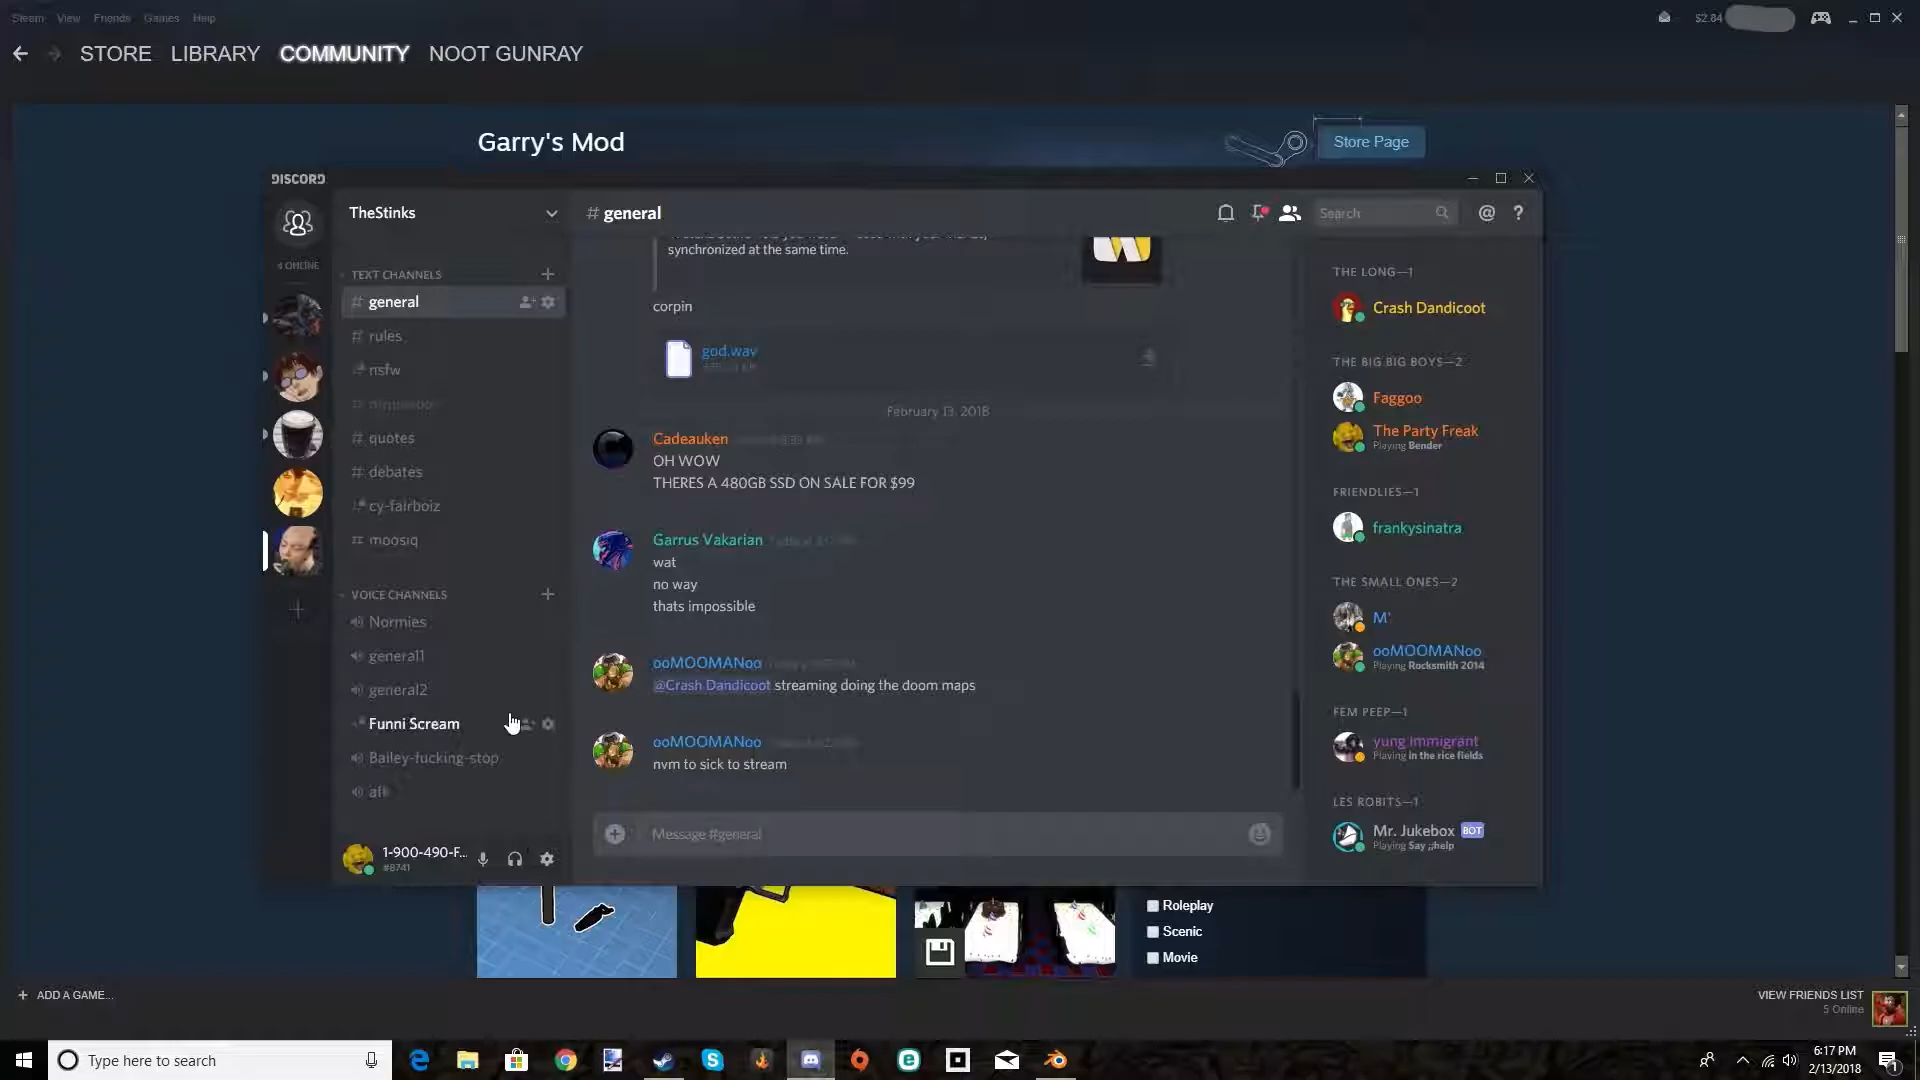 Steam View Friends Games Help
$2.84
STORE LIBRARY COMMUNITY NOOT GUNRAY
Garry's Mod
Store Page
DISCORD
TheStinks
# general
Search
@ ?
4 ONLINE
TEXT CHANNELS
# general
# rules
nsfw
# quotes
# debates
cy-fairboiz
# moosiq
VOICE CHANNELS
Normies
general1
general2
Funni Scream
Bailey-fucking-stop
afk
1-900-490-F...
#8741
synchronized at the same time.
corpin
god.wav
February 13, 2018
Cadeauken
OH WOW
THERES A 480GB SSD ON SALE FOR $99
Garrus Vakarian
wat
no way
thats impossible
ooMOOMANoo
@Crash Dandicoot streaming doing the doom maps
ooMOOMANoo
nvm to sick to stream
Message #general
THE LONG—1
Crash Dandicoot
THE BIG BIG BOYS—2
Faggoo
The Party Freak
Playing Bender
FRIENDLIES—1
frankysinatra
THE SMALL ONES—2
M'
ooMOOMANoo
Playing Rocksmith 2014
FEM PEEP—1
yung immigrant
Playing in the rice fields
LES ROBITS—1
Mr. Jukebox BOT
Playing Say ;;help
Roleplay
Scenic
Movie
+ ADD A GAME...
VIEW FRIENDS LIST
5 Online
Type here to search
6:17 PM
2/13/2018
1